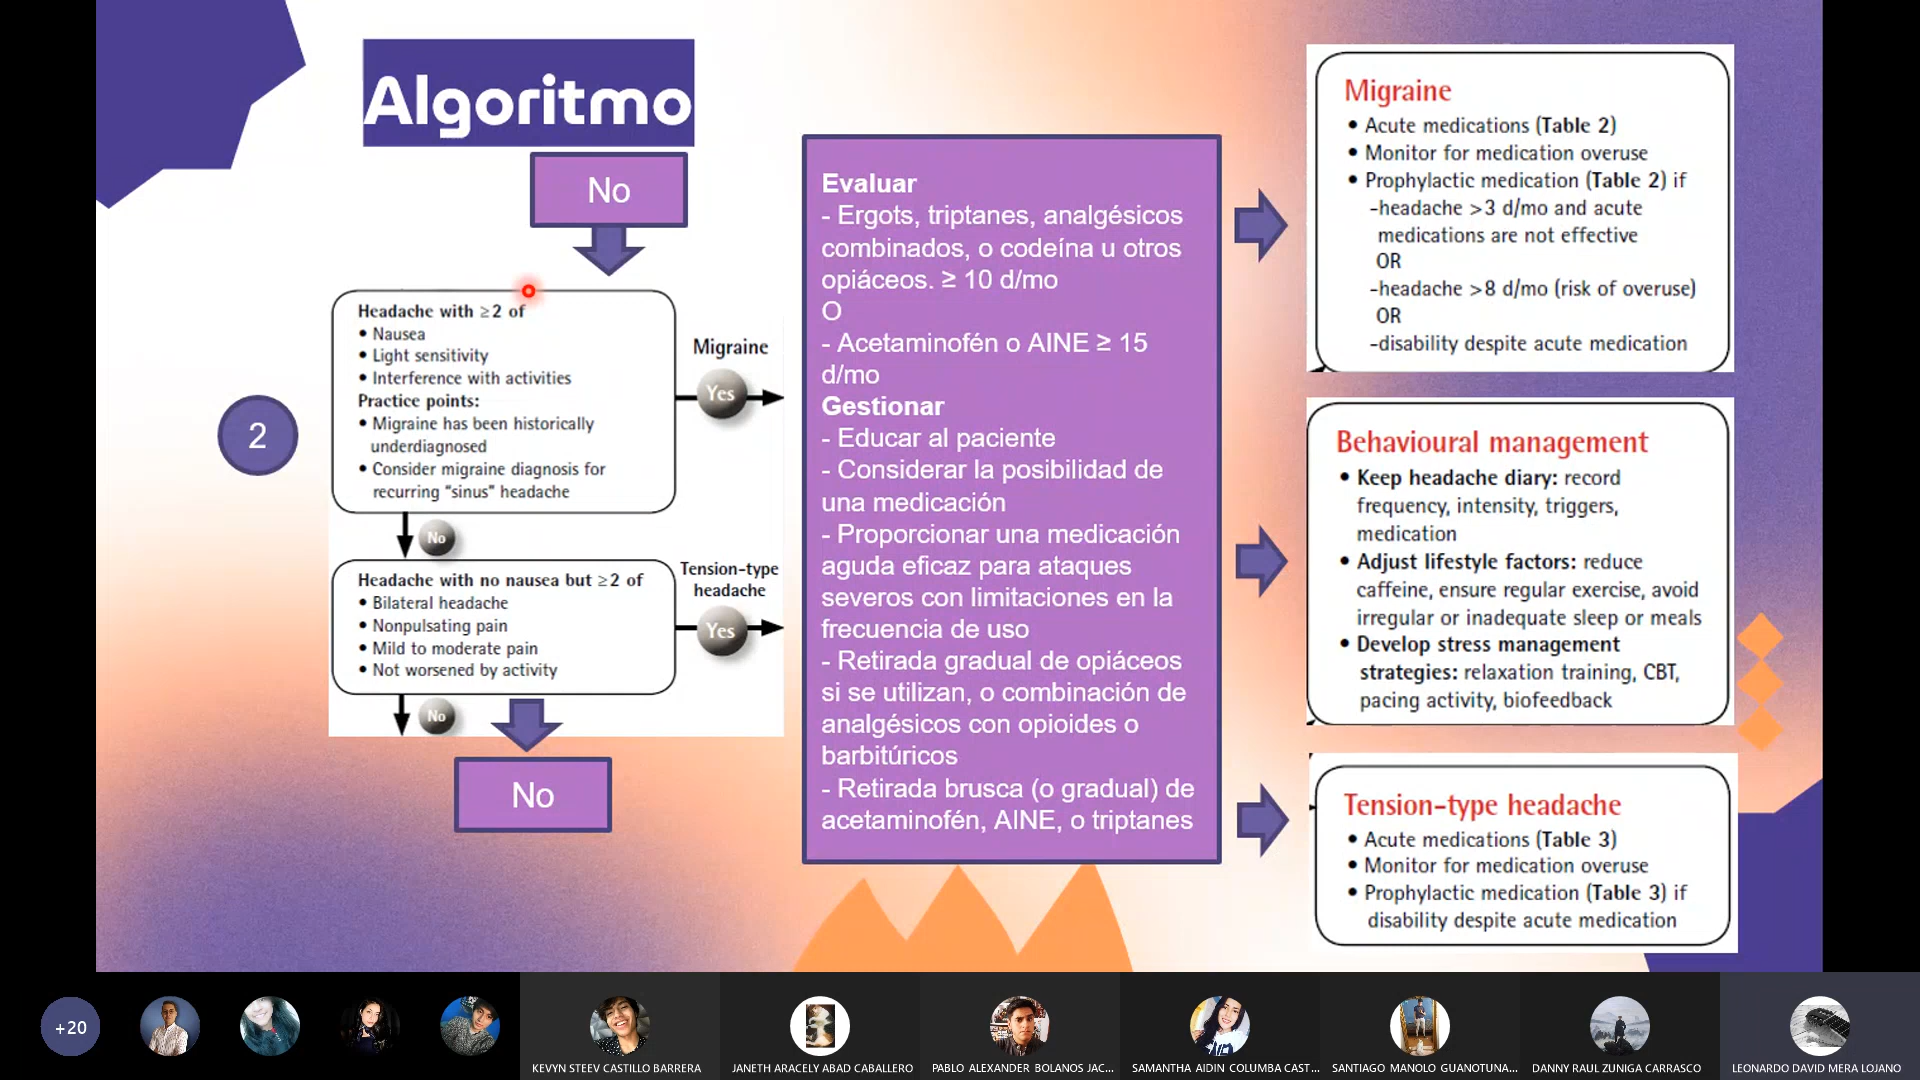 Algoritmo
No
2
Headache with ≥2 of
• Nausea
• Light sensitivity
• Interference with activities
Practice points:
• Migraine has been historically
underdiagnosed
• Consider migraine diagnosis for
recurring "sinus" headache
Migraine
Yes
No
Headache with no nausea but ≥2 of
• Bilateral headache
• Nonpulsating pain
• Mild to moderate pain
• Not worsened by activity
Tension-type
headache
Yes
No
No
Evaluar
- Ergots, triptanes, analgésicos
combinados, o codeína u otros
opiáceos. ≥ 10 d/mo
O
- Acetaminofén o AINE ≥ 15
d/mo
Gestionar
- Educar al paciente
- Considerar la posibilidad de
una medicación
- Proporcionar una medicación
aguda eficaz para ataques
severos con limitaciones en la
frecuencia de uso
- Retirada gradual de opiáceos
si se utilizan, o combinación de
analgésicos con opioides o
barbitúricos
- Retirada brusca (o gradual) de
acetaminofén, AINE, o triptanes
Migraine
• Acute medications (Table 2)
• Monitor for medication overuse
• Prophylactic medication (Table 2) if
-headache >3 d/mo and acute
medications are not effective
OR
-headache >8 d/mo (risk of overuse)
OR
-disability despite acute medication
Behavioural management
• Keep headache diary: record
frequency, intensity, triggers,
medication
• Adjust lifestyle factors: reduce
caffeine, ensure regular exercise, avoid
irregular or inadequate sleep or meals
• Develop stress management
strategies: relaxation training, CBT,
pacing activity, biofeedback
Tension-type headache
• Acute medications (Table 3)
• Monitor for medication overuse
• Prophylactic medication (Table 3) if
disability despite acute medication
+20
KEVYN STEEV CASTILLO BARRERA
JANETH ARACELY ABAD CABALLERO
PABLO ALEXANDER BOLANOS JAC...
SAMANTHA AIDIN COLUMBA CAST...
SANTIAGO MANOLO GUANOTUNA...
DANNY RAUL ZUNIGA CARRASCO
LEONARDO DAVID MERA LOJANO